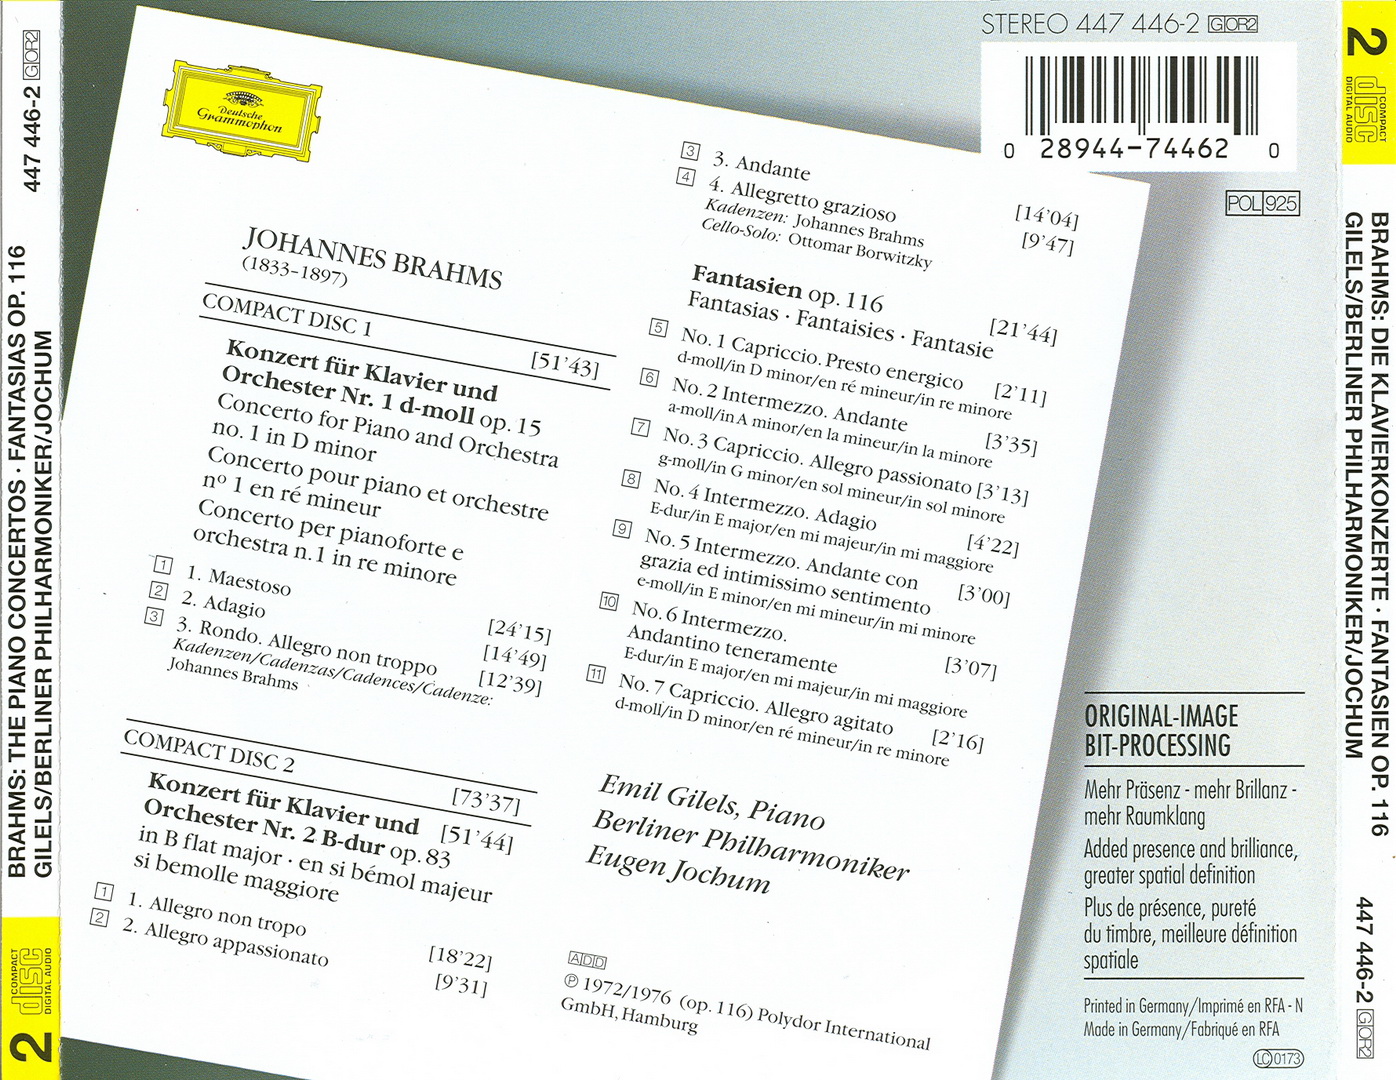 BRAHMS: THE PIANO CONCERTOS · FANTASIAS OP. 116
GILELS/BERLINER PHILHARMONIKER/JOCHUM
447 446-2 GOR2
2
COMPACT
disc
DIGITAL AUDIO
Deutsche
Grammophon
JOHANNES BRAHMS
(1833–1897)
COMPACT DISC 1 [51'43]
Konzert für Klavier und
Orchester Nr. 1 d-moll op. 15
Concerto for Piano and Orchestra
no. 1 in D minor
Concerto pour piano et orchestre
nº 1 en ré mineur
Concerto per pianoforte e
orchestra n. 1 in re minore
1 1. Maestoso [24'15]
2 2. Adagio [14'49]
3 3. Rondo. Allegro non troppo [12'39]
Kadenzen/Cadenzas/Cadences/Cadenze:
Johannes Brahms
COMPACT DISC 2 [73'37]
Konzert für Klavier und
Orchester Nr. 2 B-dur op. 83 [51'44]
in B flat major · en si bémol majeur
si bemolle maggiore
1 1. Allegro non tropo [18'22]
2 2. Allegro appassionato [9'31]
3 3. Andante [14'04]
4 4. Allegretto grazioso [9'47]
Kadenzen: Johannes Brahms
Cello-Solo: Ottomar Borwitzky
Fantasien op. 116 [21'44]
Fantasias · Fantaisies · Fantasie
5 No. 1 Capriccio. Presto energico [2'11]
d-moll/in D minor/en ré mineur/in re minore
6 No. 2 Intermezzo. Andante [3'35]
a-moll/in A minor/en la mineur/in la minore
7 No. 3 Capriccio. Allegro passionato [3'13]
g-moll/in G minor/en sol mineur/in sol minore
8 No. 4 Intermezzo. Adagio [4'22]
E-dur/in E major/en mi majeur/in mi maggiore
9 No. 5 Intermezzo. Andante con
grazia ed intimissimo sentimento [3'00]
e-moll/in E minor/en mi mineur/in mi minore
10 No. 6 Intermezzo.
Andantino teneramente [3'07]
E-dur/in E major/en mi majeur/in mi maggiore
11 No. 7 Capriccio. Allegro agitato [2'16]
d-moll/in D minor/en ré mineur/in re minore
Emil Gilels, Piano
Berliner Philharmoniker
Eugen Jochum
ADD
℗ 1972/1976 (op. 116) Polydor International
GmbH, Hamburg
STEREO 447 446-2 GOR2
0 28944-74462 0
POL 925
ORIGINAL-IMAGE
BIT-PROCESSING
Mehr Präsenz - mehr Brillanz -
mehr Raumklang
Added presence and brilliance,
greater spatial definition
Plus de présence, pureté
du timbre, meilleure définition
spatiale
Printed in Germany/Imprimé en RFA - N
Made in Germany/Fabriqué en RFA
LC 0173
2
COMPACT
disc
DIGITAL AUDIO
BRAHMS: DIE KLAVIERKONZERTE · FANTASIEN OP. 116
GILELS/BERLINER PHILHARMONIKER/JOCHUM
447 446-2 GOR2